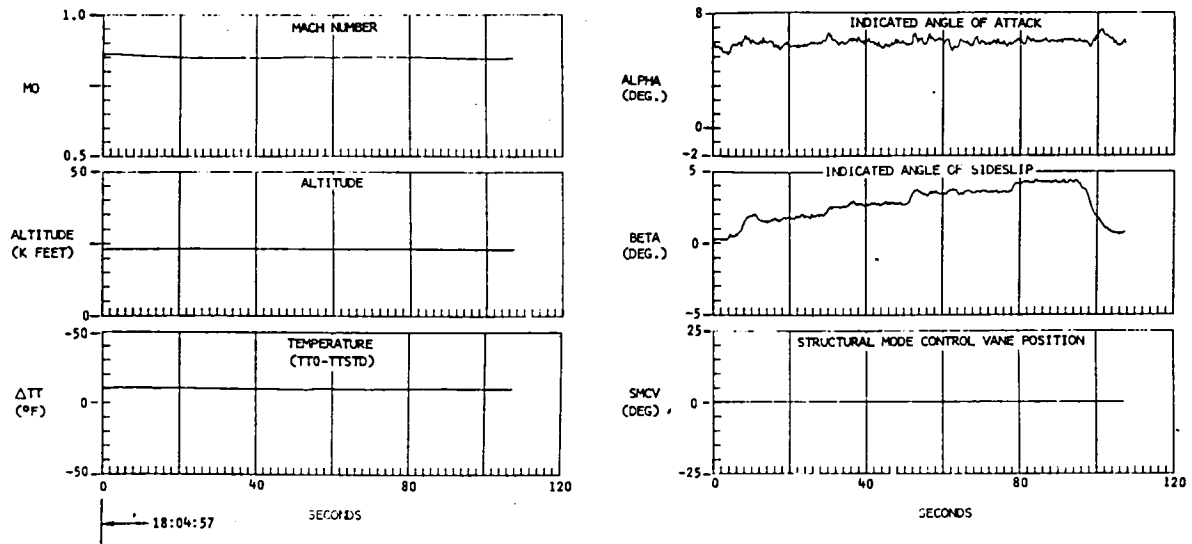 1.0
MACH NUMBER
MO
0.5
50
ALTITUDE
ALTITUDE
(K FEET)
0
-50
TEMPERATURE
(TTO-TTSTD)
ΔTT
(ºF)
0
-50
0
40
80
120
SECONDS
18:04:57
8
INDICATED ANGLE OF ATTACK
ALPHA
(DEG.)
0
-2
5
INDICATED ANGLE OF SIDESLIP
BETA
(DEG.)
0
-5
25
STRUCTURAL MODE CONTROL VANE POSITION
SMCV
(DEG)
0
-25
0
40
80
120
SECONDS